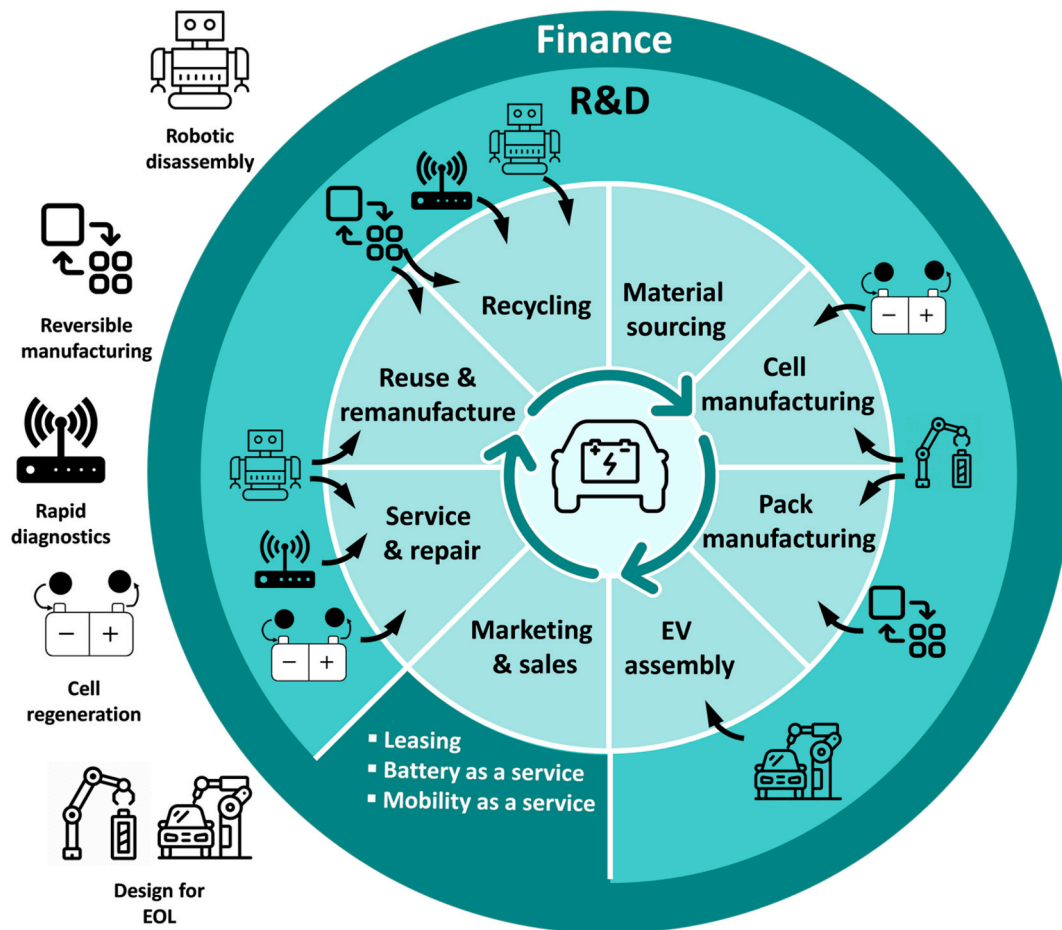 Finance
R&D
Robotic
disassembly
Reversible
manufacturing
Rapid
diagnostics
Cell
regeneration
Design for
EOL
Recycling
Material
sourcing
Cell
manufacturing
Pack
manufacturing
EV
assembly
Marketing
& sales
Service
& repair
Reuse &
remanufacture
▪ Leasing
▪ Battery as a service
▪ Mobility as a service